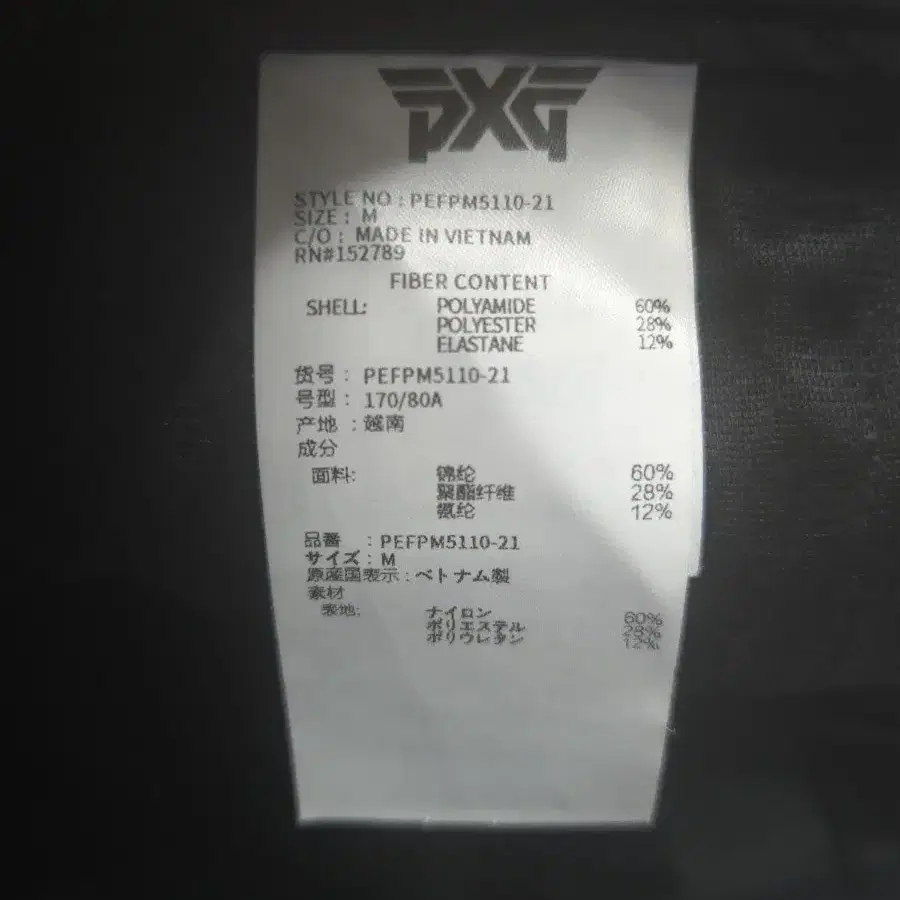 PXG
STYLE NO : PEFPM5110-21
SIZE : M
C/O : MADE IN VIETNAM
RN#152789
FIBER CONTENT
SHELL: POLYAMIDE 60%
POLYESTER 28%
ELASTANE 12%
货号 : PEFPM5110-21
号型 : 170/80A
产地 : 越南
成分
面料: 锦纶 60%
聚酯纤维 28%
氨纶 12%
品番 : PEFPM5110-21
サイズ : M
原産国表示 : ベトナム製
素材
表地: ナイロン 60%
ポリエステル 28%
ポリウレタン 12%